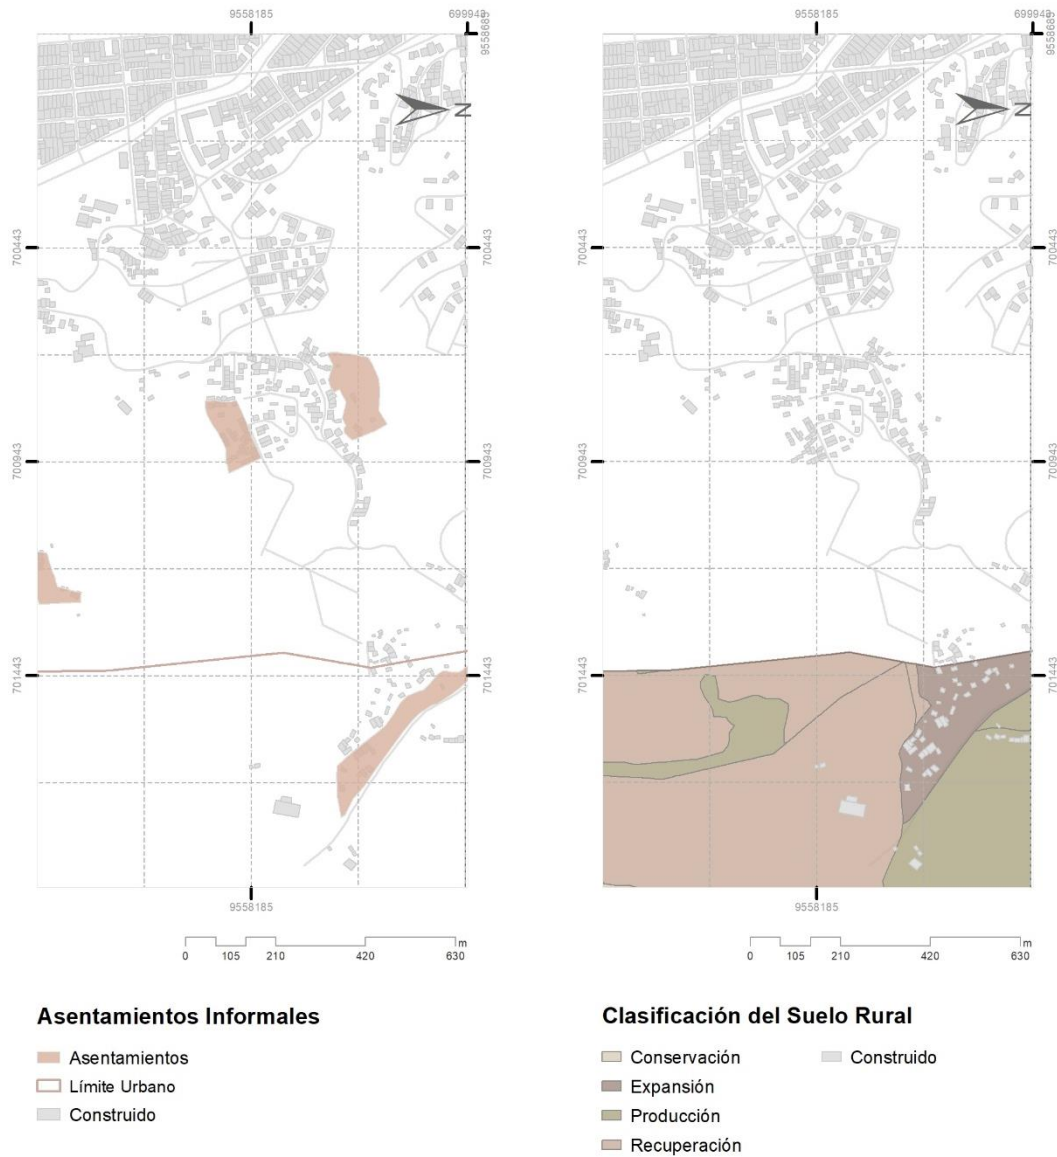 9558185 699943
9558685
N
700443
700943
701443
700443
700943
701443
9558185
0 105 210 420 630 m
Asentamientos Informales
Asentamientos
Límite Urbano
Construido
9558185 699943
9558685
N
700443
700943
701443
700443
700943
701443
9558185
0 105 210 420 630 m
Clasificación del Suelo Rural
Conservación Construido
Expansión
Producción
Recuperación